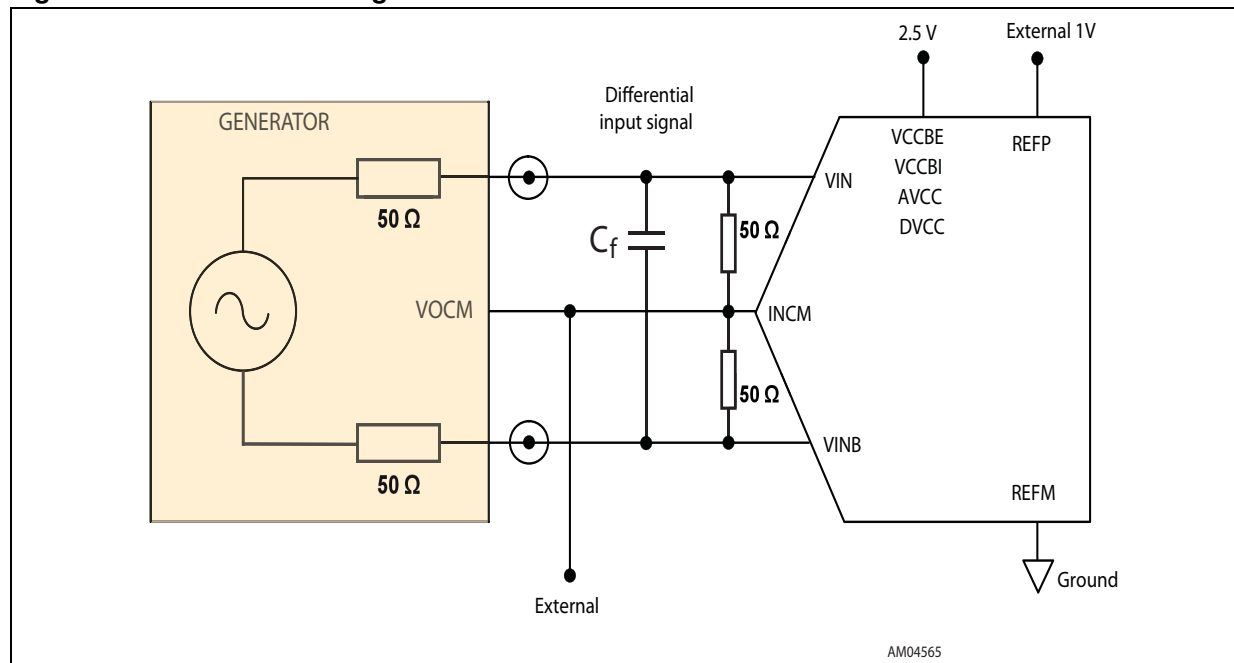 2.5 V
External 1V
Differential
input signal
GENERATOR
VCCBE
REFP
VCCBI
AVCC
DVCC
VIN
50 Ω
50 Ω
Cf
VOCM
INCM
50 Ω
VINB
50 Ω
REFM
Ground
External
AM04565